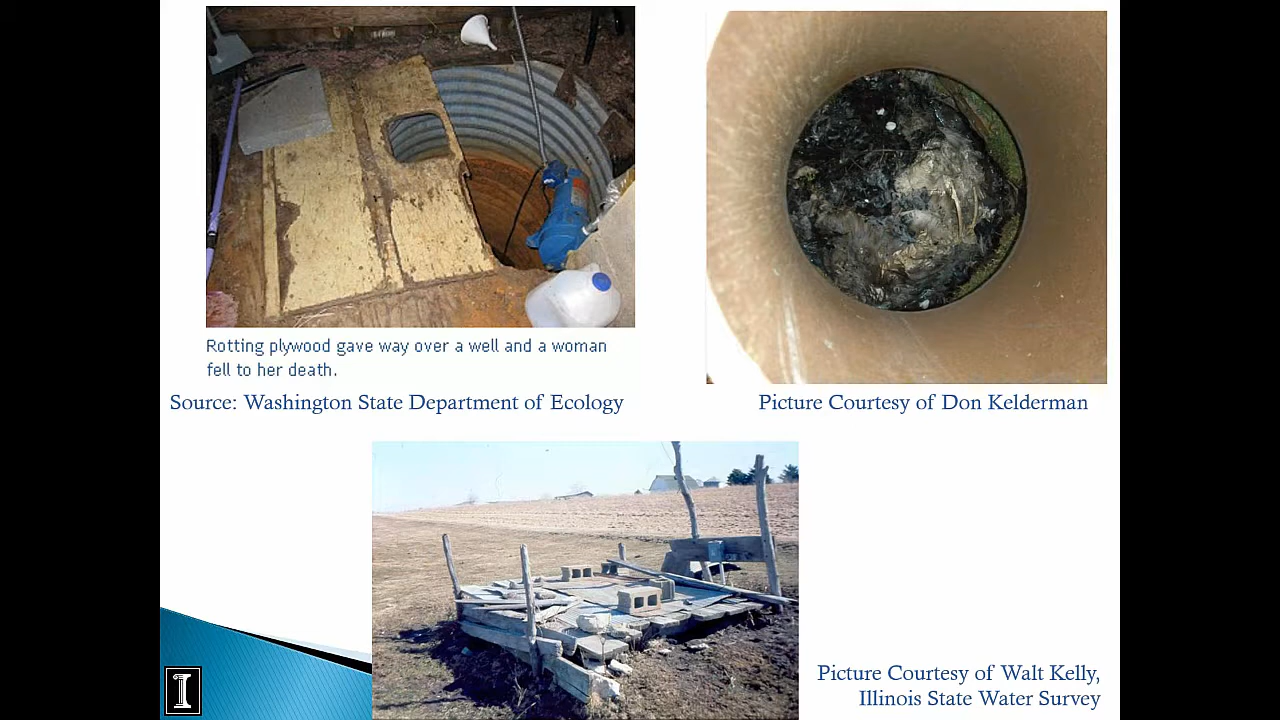 Rotting plywood gave way over a well and a woman
fell to her death.
Source: Washington State Department of Ecology
Picture Courtesy of Don Kelderman
Picture Courtesy of Walt Kelly,
Illinois State Water Survey
I